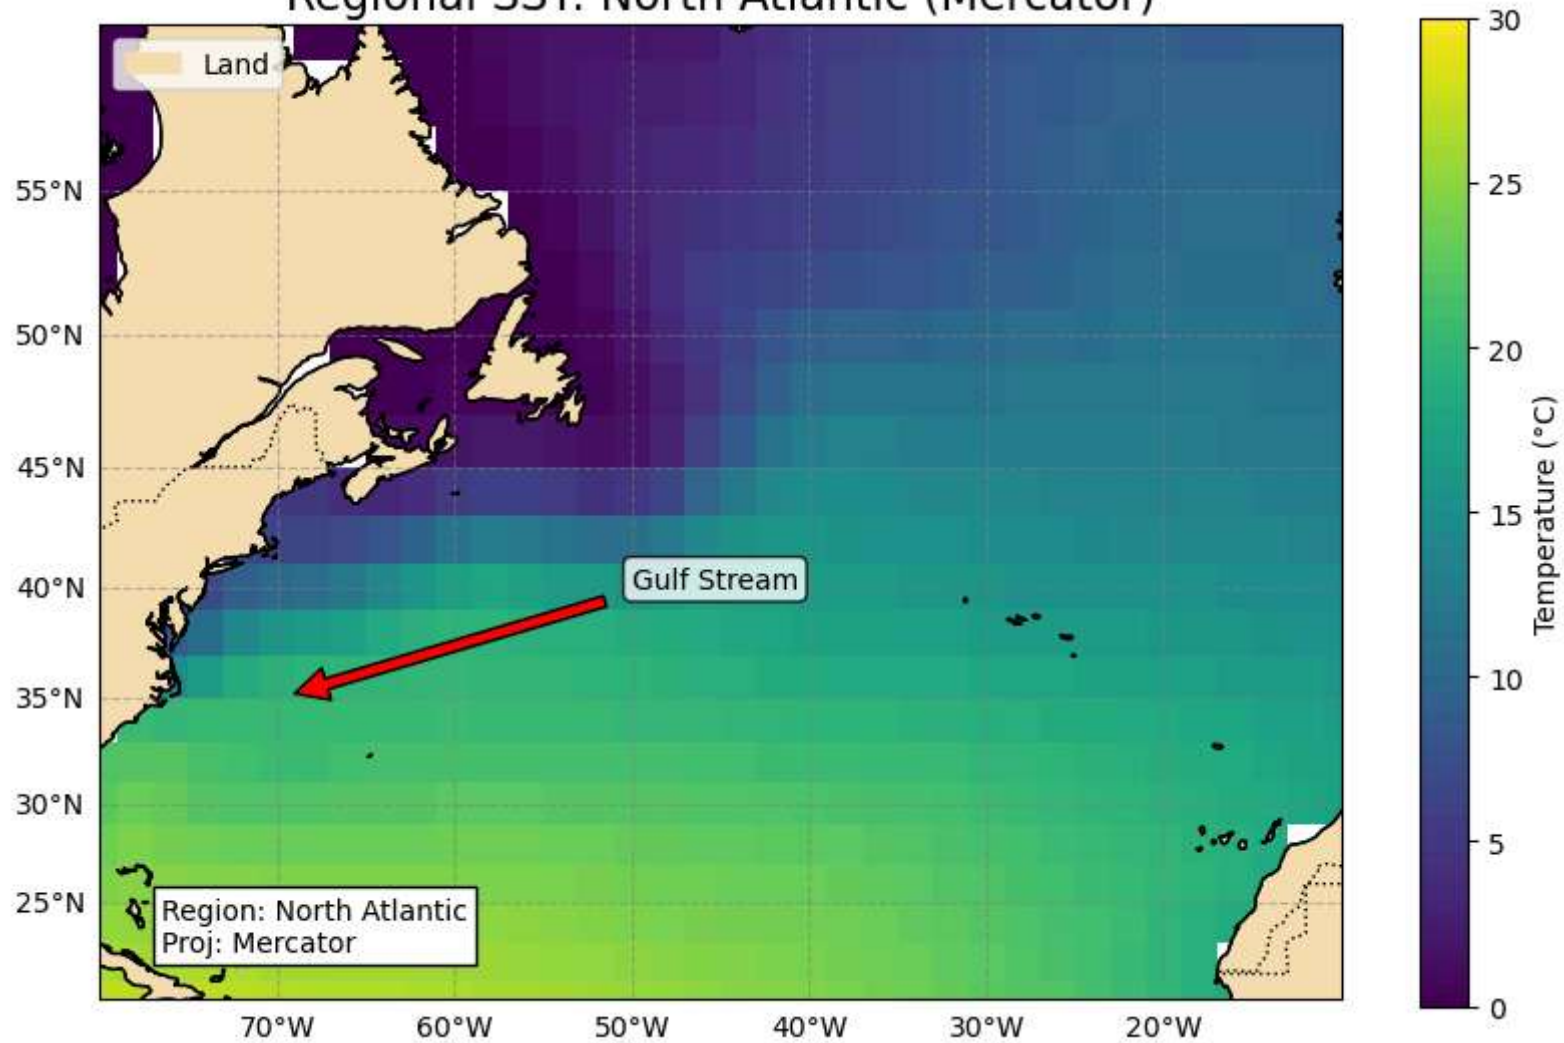 Regional SST: North Atlantic (Mercator)
Land
55°N
50°N
45°N
40°N
35°N
30°N
25°N
Gulf Stream
Region: North Atlantic
Proj: Mercator
70°W
60°W
50°W
40°W
30°W
20°W
30
25
20
15
10
5
0
Temperature (°C)